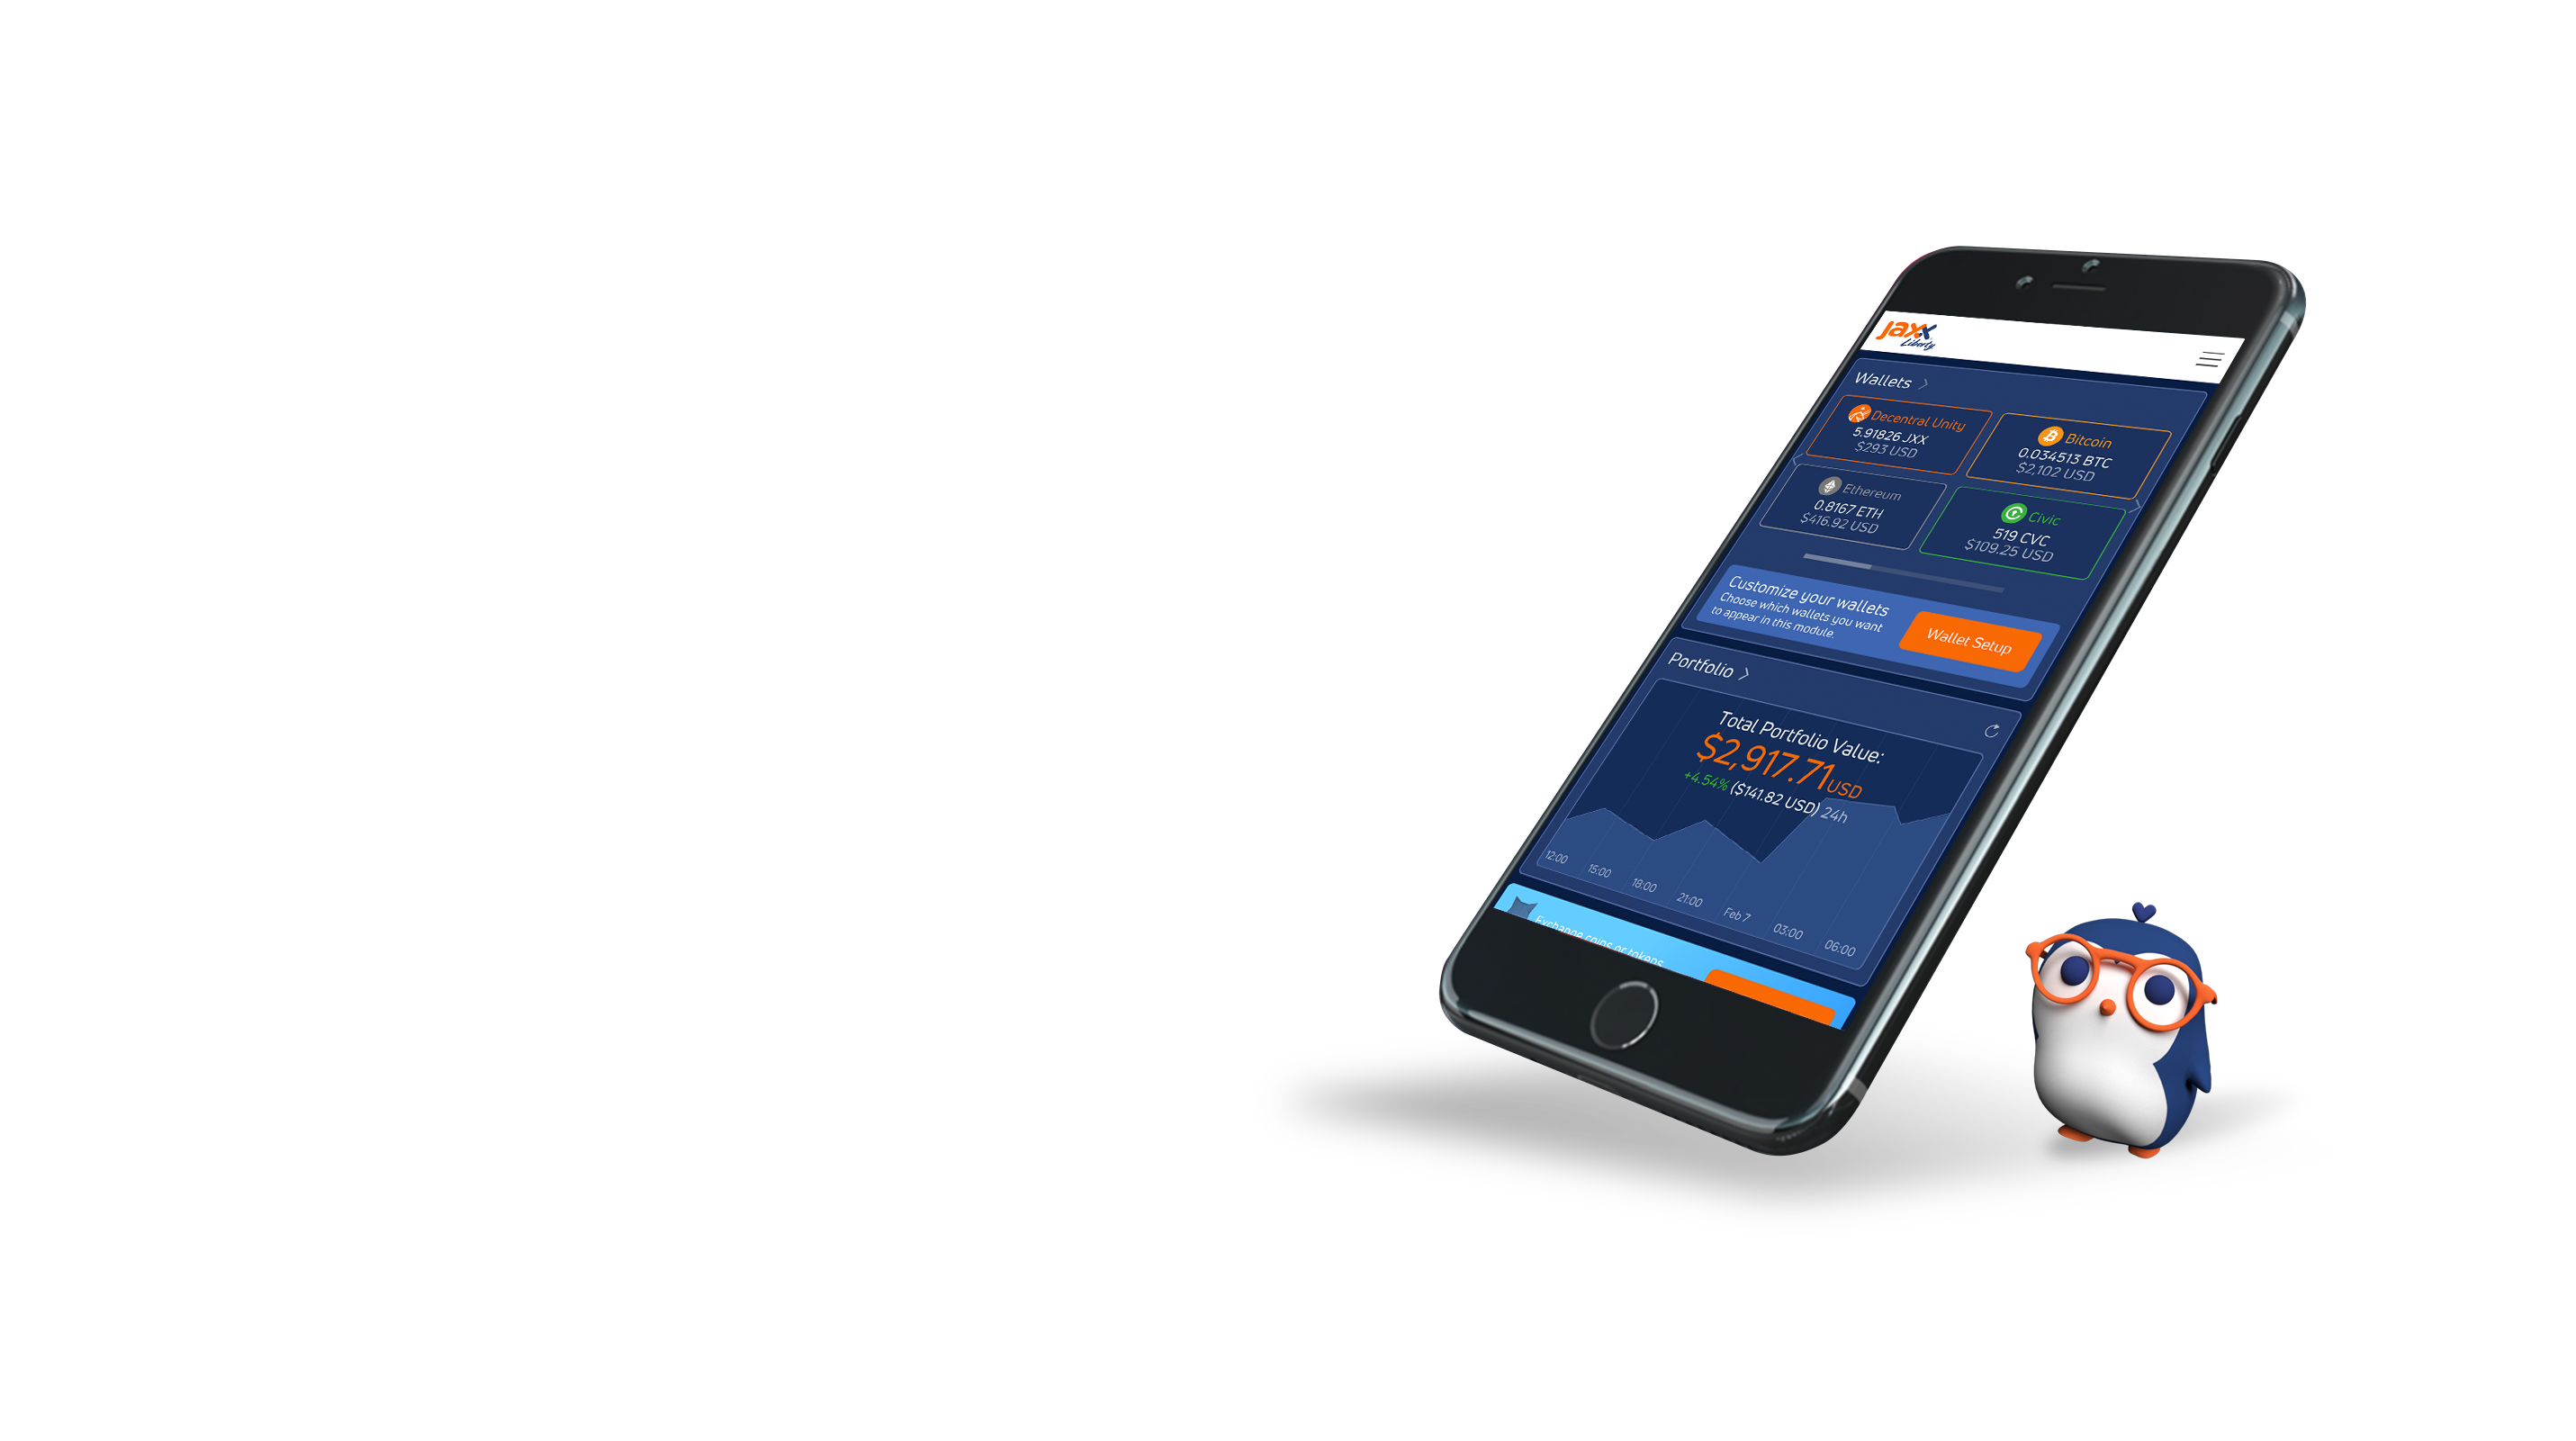 jaxx
Liberty
Wallets
Decentral Unity
5.91826 JXX
$293 USD
Bitcoin
0.034513 BTC
$2,102 USD
Ethereum
0.8167 ETH
$416.92 USD
Civic
519 CVC
$109.25 USD
Customize your wallets
Choose which wallets you want
to appear in this module.
Wallet Setup
Portfolio
Total Portfolio Value:
$2,917.71USD
+4.54% ($141.82 USD) 24h
12:00 15:00 18:00 21:00 Feb 7 03:00 06:00
Exchange coins or tokens